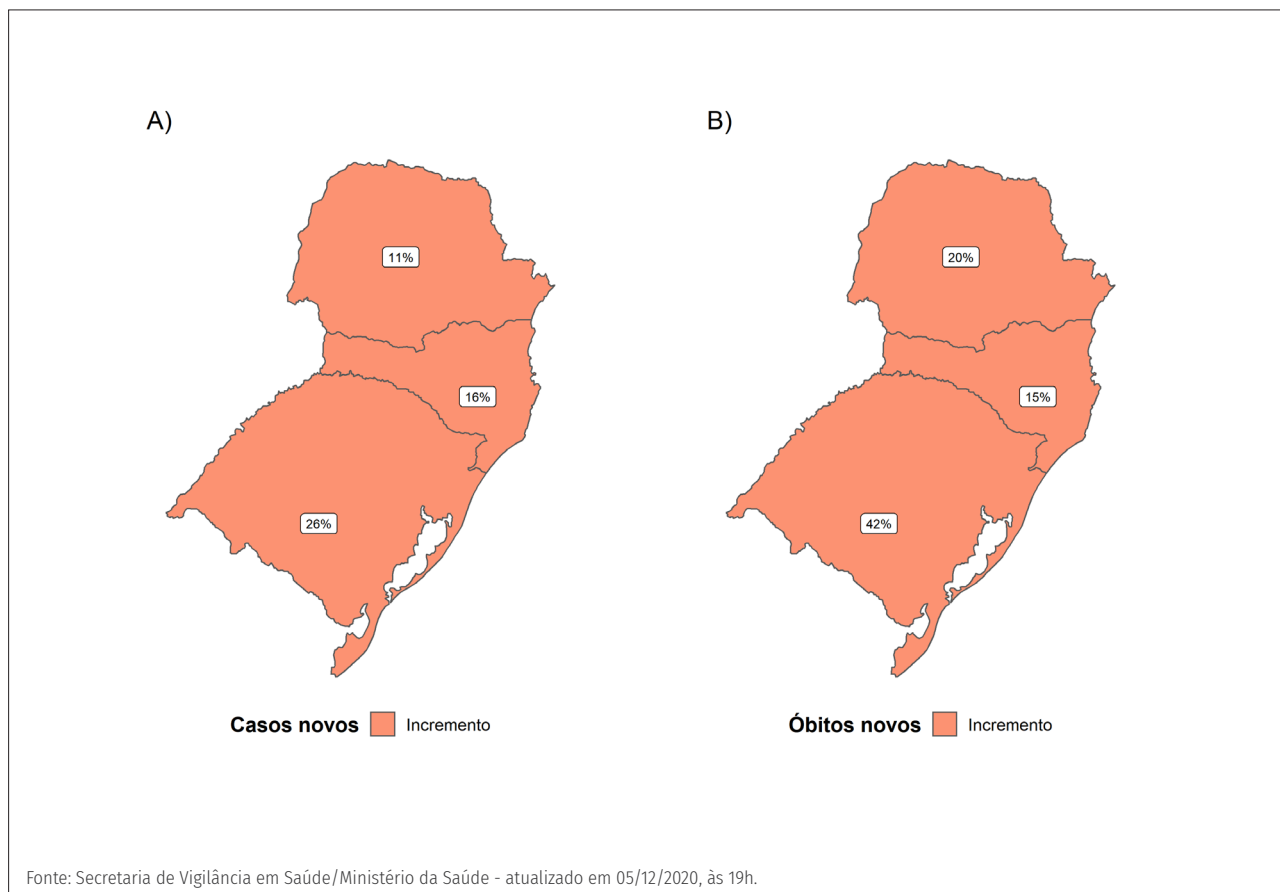 A)
11%
16%
26%
Casos novos Incremento
B)
20%
15%
42%
Óbitos novos Incremento
Fonte: Secretaria de Vigilância em Saúde/Ministério da Saúde - atualizado em 05/12/2020, às 19h.